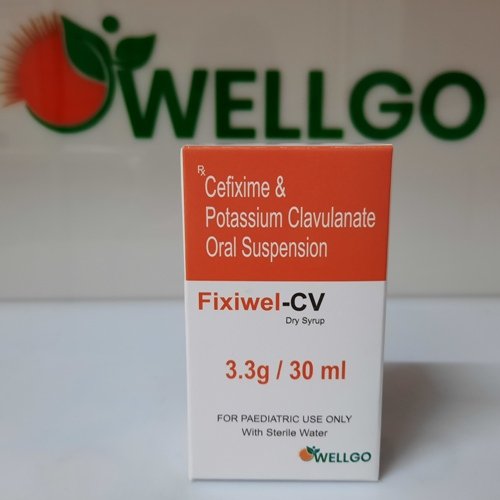 WELLGO
Rx
Cefixime &
Potassium Clavulanate
Oral Suspension
Fixiwel-CV
Dry Syrup
3.3g / 30 ml
FOR PAEDIATRIC USE ONLY
With Sterile Water
WELLGO